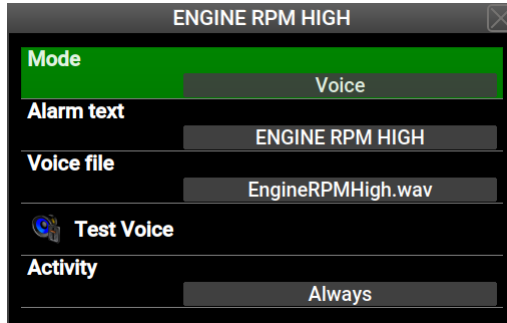 ENGINE RPM HIGH
Mode
Voice
Alarm text
ENGINE RPM HIGH
Voice file
EngineRPMHigh.wav
Test Voice
Activity
Always